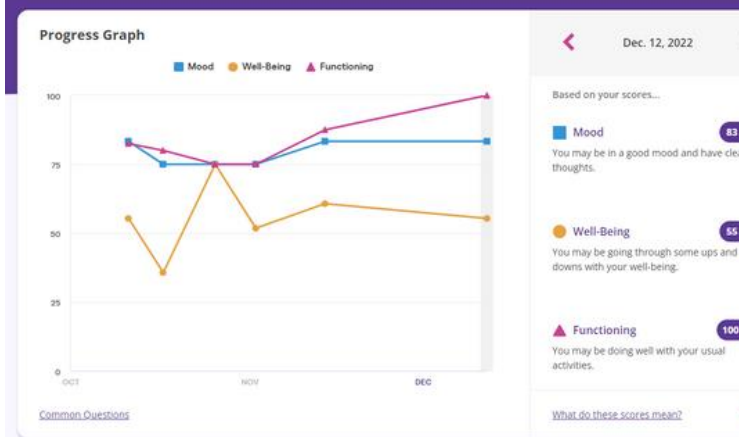 Progress Graph
Mood Well-Being Functioning
100
75
50
25
0
OCT NOV DEC
Common Questions
Dec. 12, 2022
Based on your scores...
Mood 83
You may be in a good mood and have
thoughts.
Well-Being 55
You may be going through some ups and
downs with your well-being.
Functioning 100
You may be doing well with your usual
activities.
What do these scores mean?